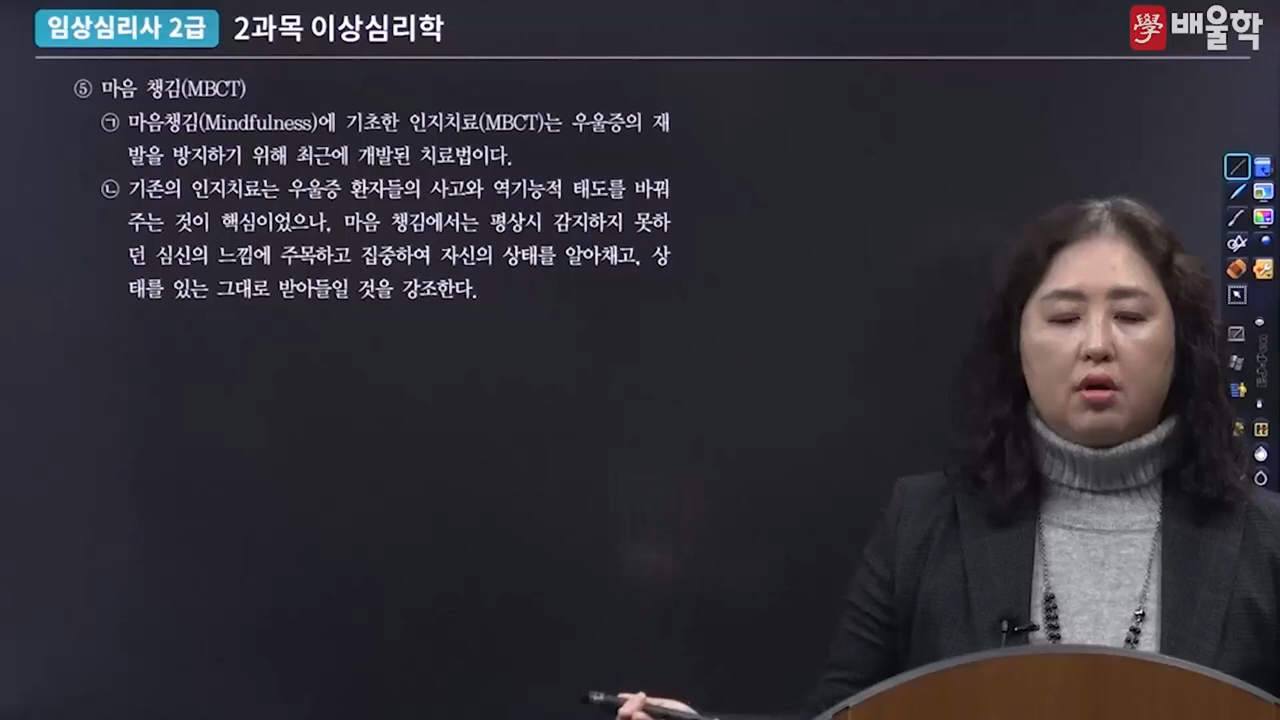 임상심리사 2급 2과목 이상심리학
學 배울학
⑤ 마음 챙김(MBCT)
㉠ 마음챙김(Mindfulness)에 기초한 인지치료(MBCT)는 우울증의 재
발을 방지하기 위해 최근에 개발된 치료법이다.
㉡ 기존의 인지치료는 우울증 환자들의 사고와 역기능적 태도를 바꿔
주는 것이 핵심이었으나, 마음 챙김에서는 평상시 감지하지 못하
던 심신의 느낌에 주목하고 집중하여 자신의 상태를 알아채고, 상
태를 있는 그대로 받아들일 것을 강조한다.